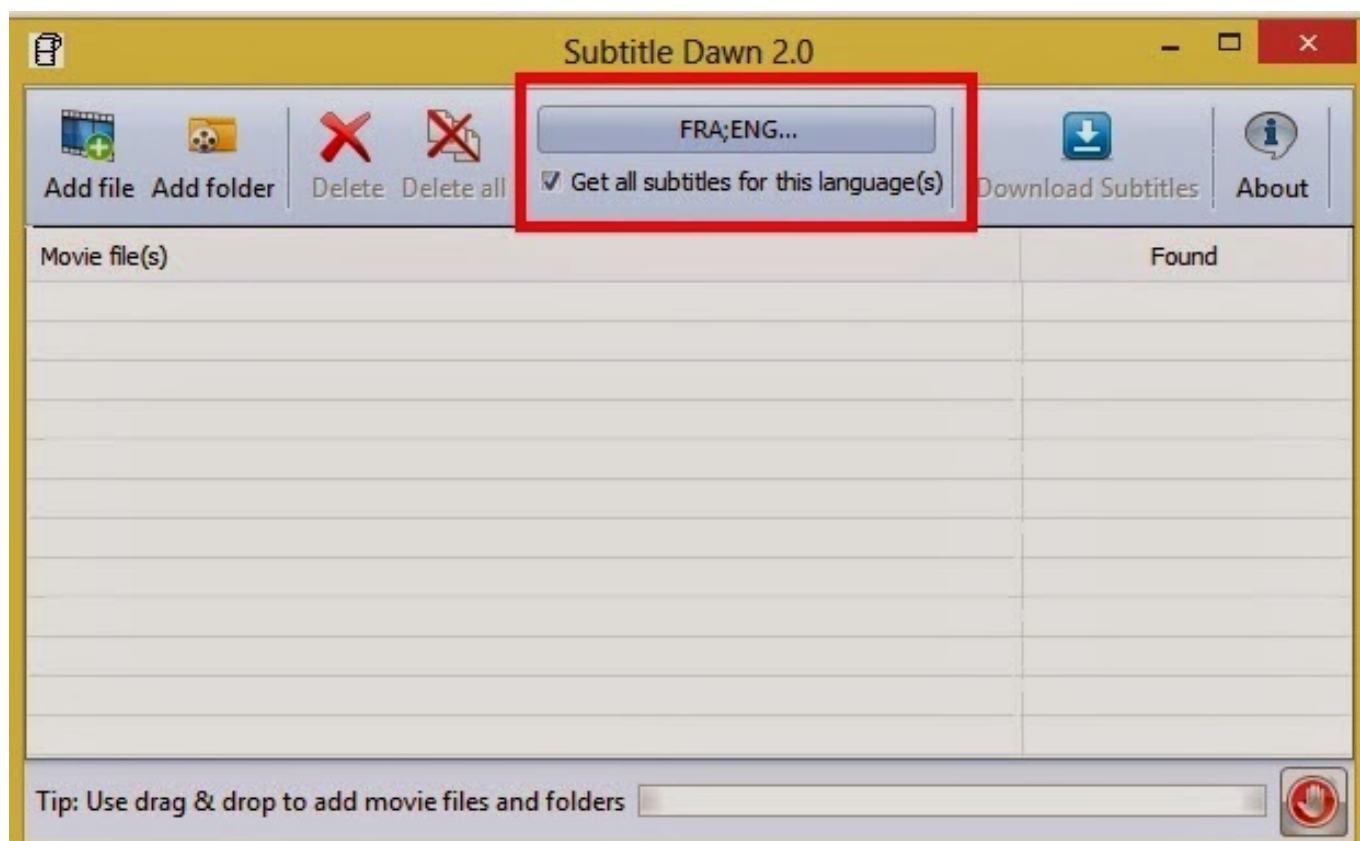 Subtitle Dawn 2.0
FRA;ENG...
Add file Add folder Delete Delete all Get all subtitles for this language(s) Download Subtitles About
Movie file(s) Found
Tip: Use drag & drop to add movie files and folders